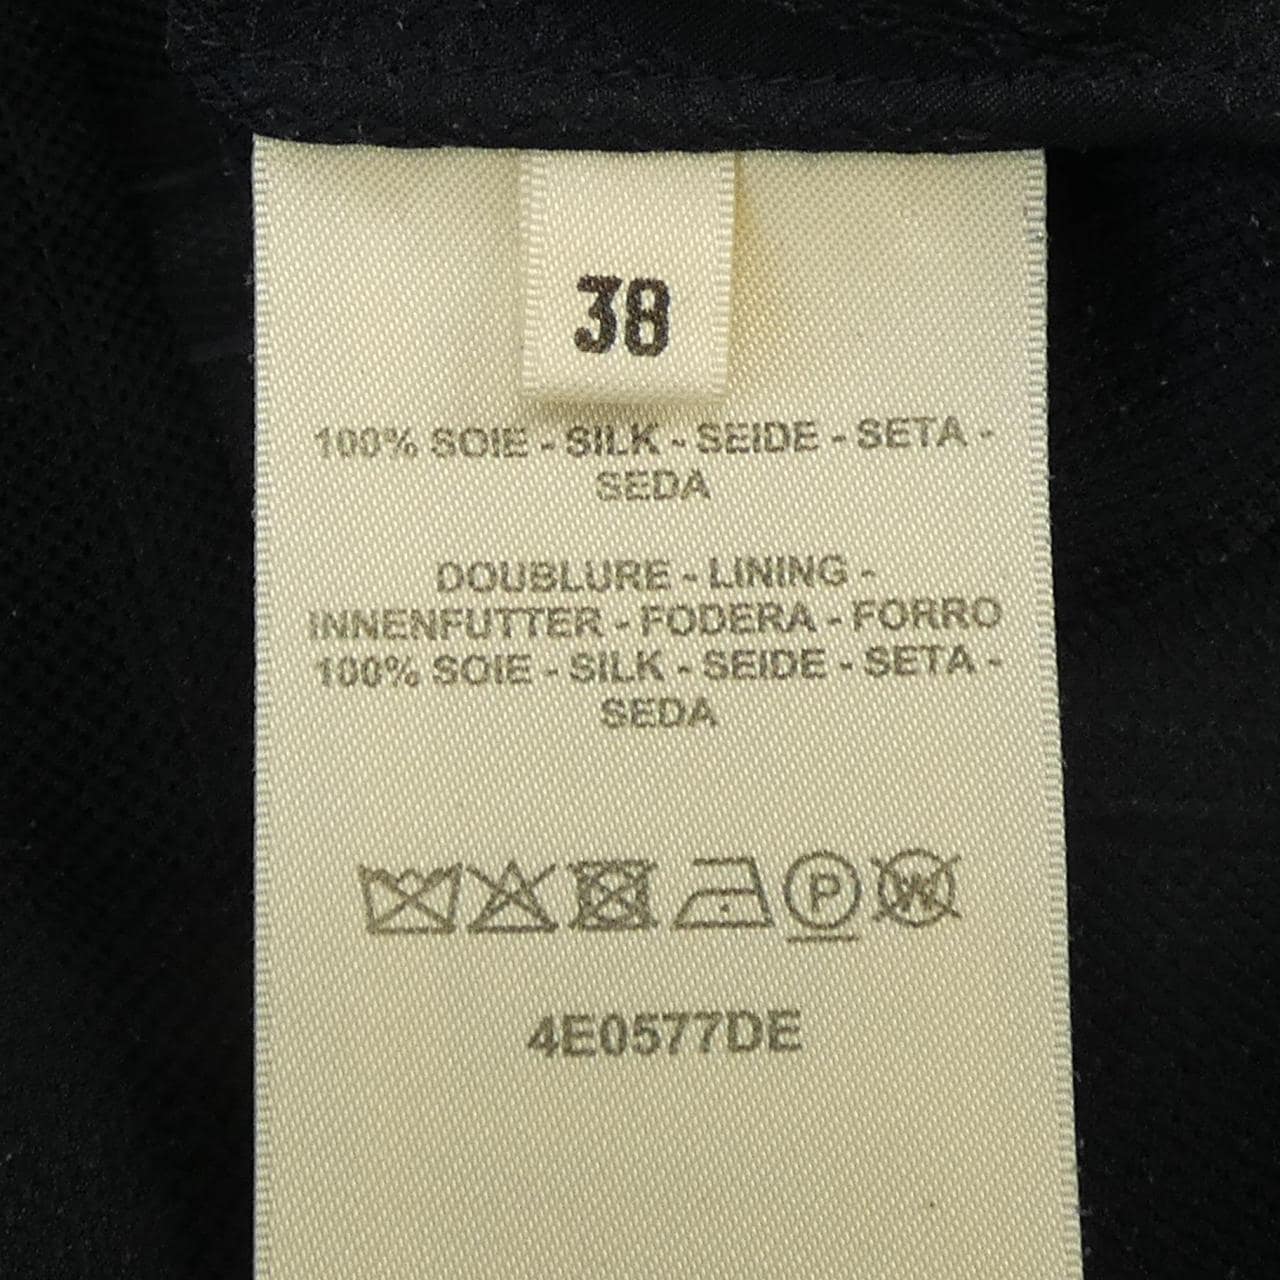 38
100% SOIE - SILK - SEIDE - SETA -
SEDA
DOUBLURE - LINING -
INNENFUTTER - FODERA - FORRO
100% SOIE - SILK - SEIDE - SETA -
SEDA
P W
4E0577DE